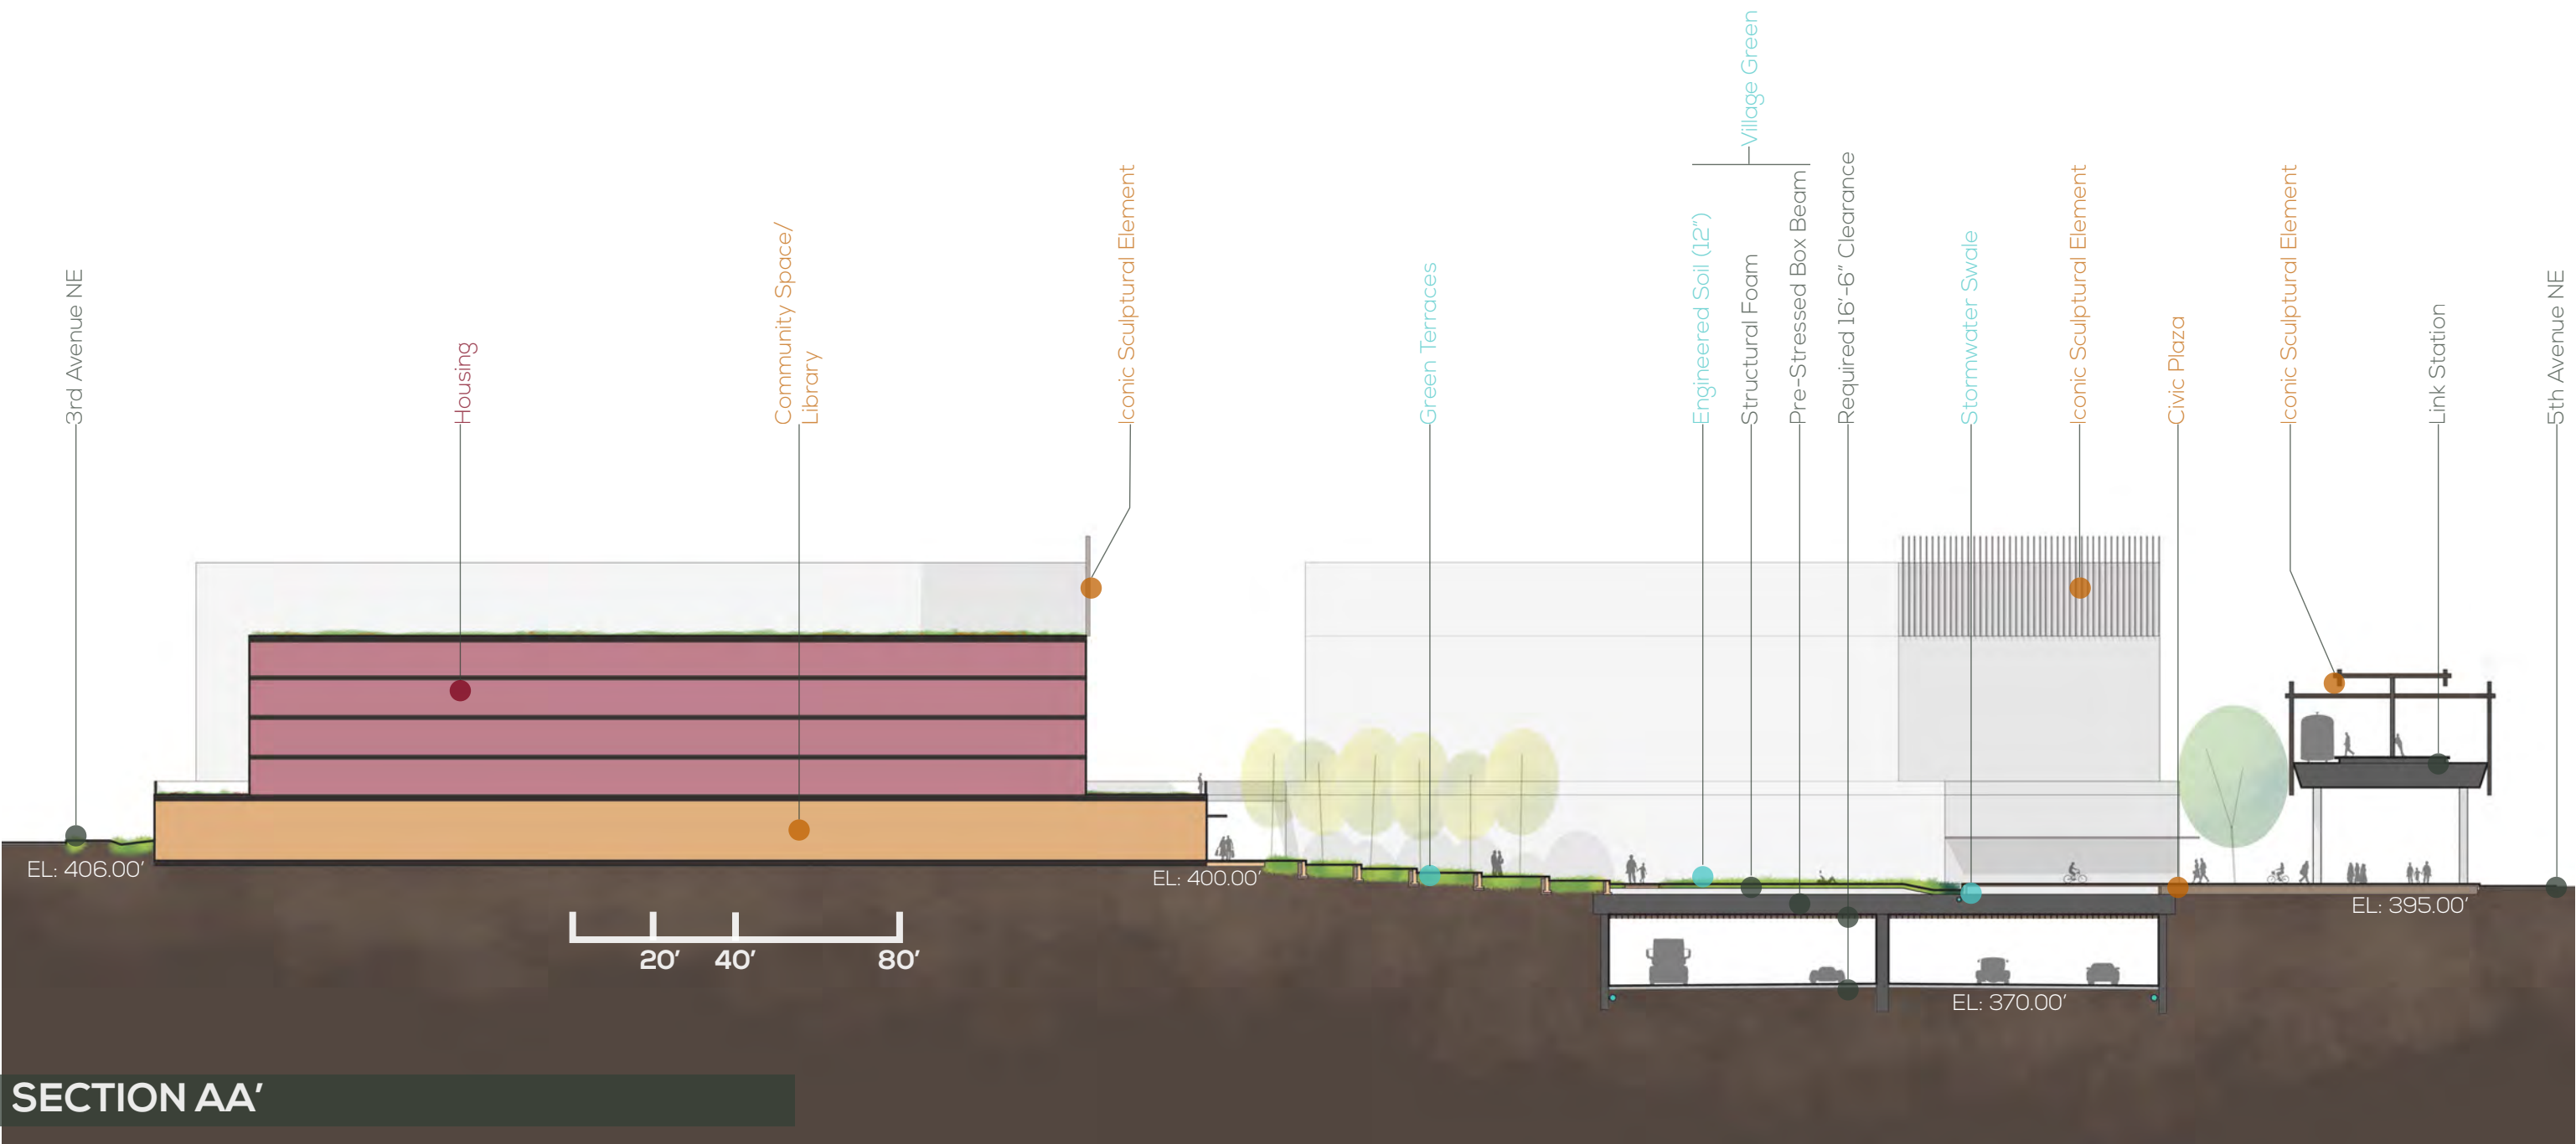 3rd Avenue NE
Housing
Community Space/
Library
Iconic Sculptural Element
Green Terraces
Village Green
Engineered Soil (12”)
Structural Foam
Pre-Stressed Box Beam
Required 16’-6” Clearance
Stormwater Swale
Iconic Sculptural Element
Civic Plaza
Iconic Sculptural Element
Link Station
5th Avenue NE
EL: 406.00’
EL: 400.00’
EL: 395.00’
20’ 40’ 80’
EL: 370.00’
SECTION AA’